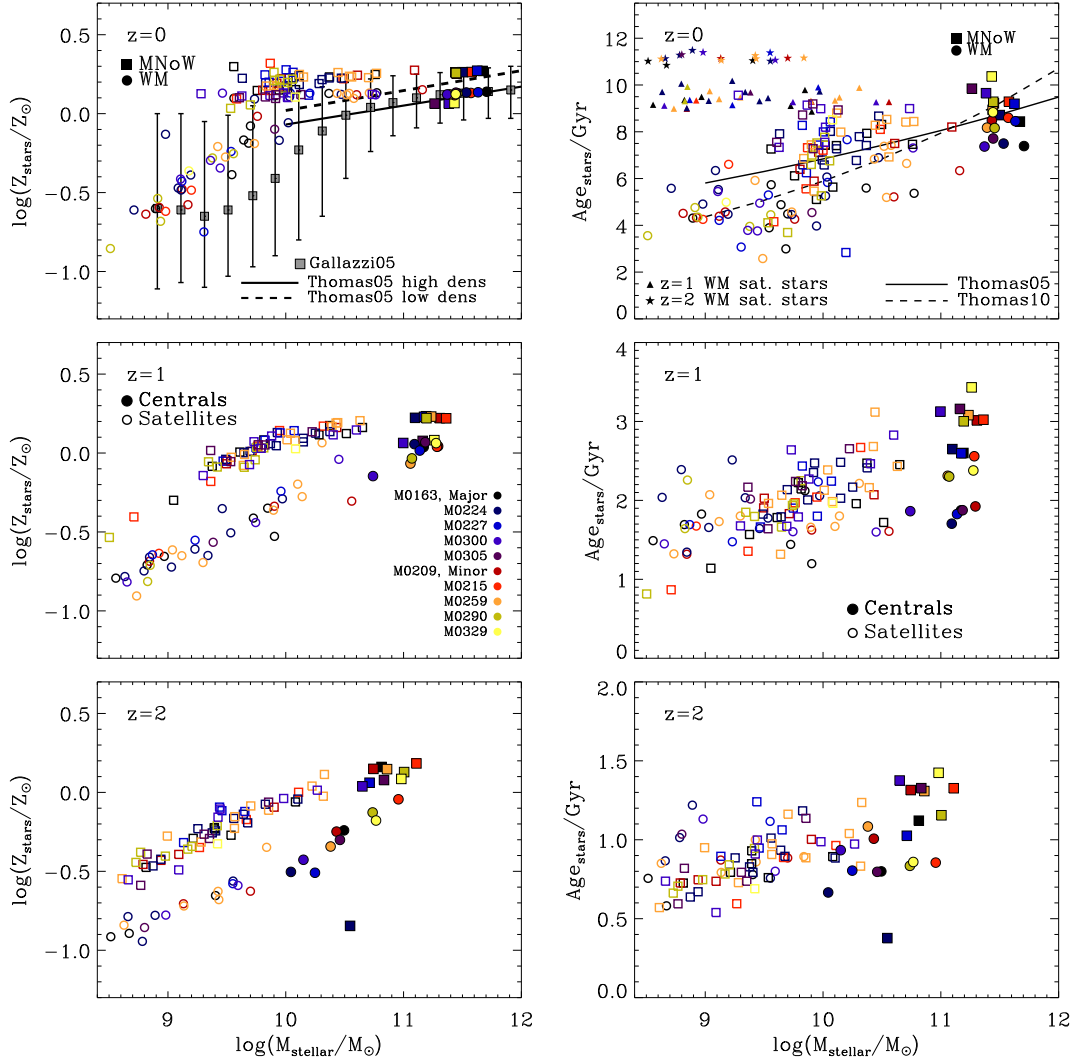 0.5
0.0
−0.5
−1.0
log(Z_stars/Z_⊙)
z=0
MNoW
WM
Gallazzi05
Thomas05 high dens
Thomas05 low dens
12
10
8
6
4
2
0
Age_stars/Gyr
z=0
MNoW
WM
z=1 WM sat. stars
z=2 WM sat. stars
Thomas05
Thomas10
0.5
0.0
−0.5
−1.0
log(Z_stars/Z_⊙)
z=1
Centrals
Satellites
M0163, Major
M0224
M0227
M0300
M0305
M0209, Minor
M0215
M0259
M0290
M0329
4
3
2
1
0
Age_stars/Gyr
z=1
Centrals
Satellites
0.5
0.0
−0.5
−1.0
log(Z_stars/Z_⊙)
z=2
9 10 11 12
log(M_stellar/M_⊙)
2.0
1.5
1.0
0.5
0.0
Age_stars/Gyr
z=2
9 10 11 12
log(M_stellar/M_⊙)